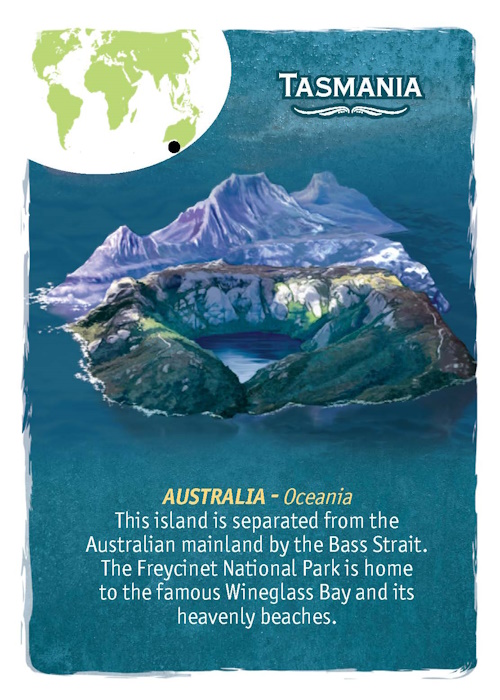 TASMANIA
AUSTRALIA - Oceania
This island is separated from the
Australian mainland by the Bass Strait.
The Freycinet National Park is home
to the famous Wineglass Bay and its
heavenly beaches.